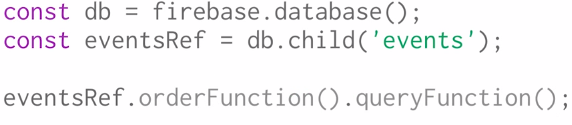 const db = firebase.database();
const eventsRef = db.child('events');
eventsRef.orderFunction().queryFunction();